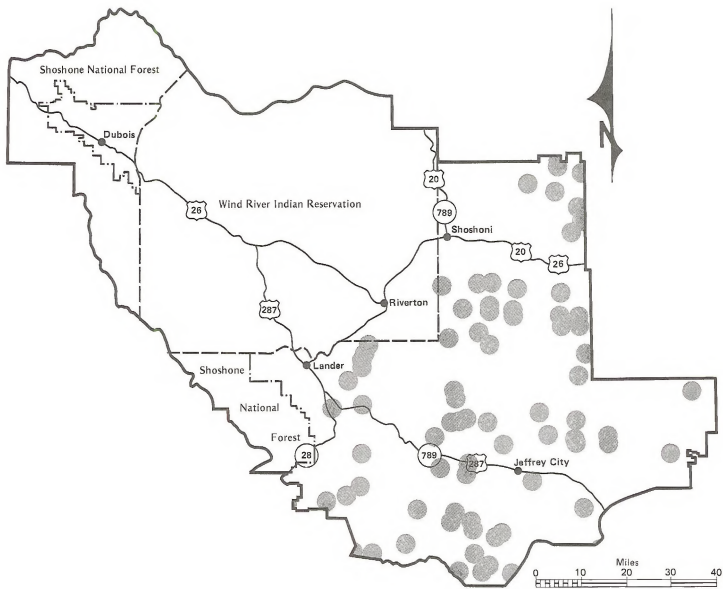 Shoshone National Forest
Dubois
N
20
26
Wind River Indian Reservation
789
Shoshoni
20
26
287
Riverton
Lander
Shoshone
National
Forest
28
789
287
Jeffrey City
Miles
0 10 20 30 40